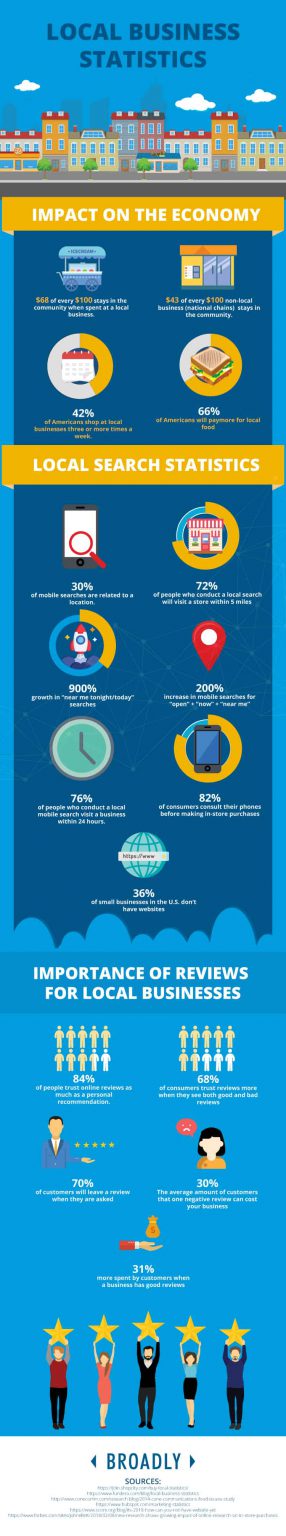 LOCAL BUSINESS
STATISTICS
IMPACT ON THE ECONOMY
ICECREAM
$68 of every $100 stays in the
community when spent at a local
business.
$43 of every $100 non-local
business (national chains) stays in
the community.
42%
of Americans shop at local
businesses three or more times a
week.
66%
of Americans will paymore for local
food
LOCAL SEARCH STATISTICS
30%
of mobile searches are related to a
location.
72%
of people who conduct a local search
will visit a store within 5 miles
900%
growth in "near me tonight/today"
searches
200%
increase in mobile searches for
"open" + "now" + "near me"
76%
of people who conduct a local
mobile search visit a business
within 24 hours.
82%
of consumers consult their phones
before making in-store purchases
https://www
36%
of small businesses in the U.S. don't
have websites
IMPORTANCE OF REVIEWS
FOR LOCAL BUSINESSES
84%
of people trust online reviews as
much as a personal
recommendation.
68%
of consumers trust reviews more
when they see both good and bad
reviews
70%
of customers will leave a review
when they are asked
30%
The average amount of customers
that one negative review can cost
your business
31%
more spent by customers when a
business has good reviews
BROADLY
SOURCES: